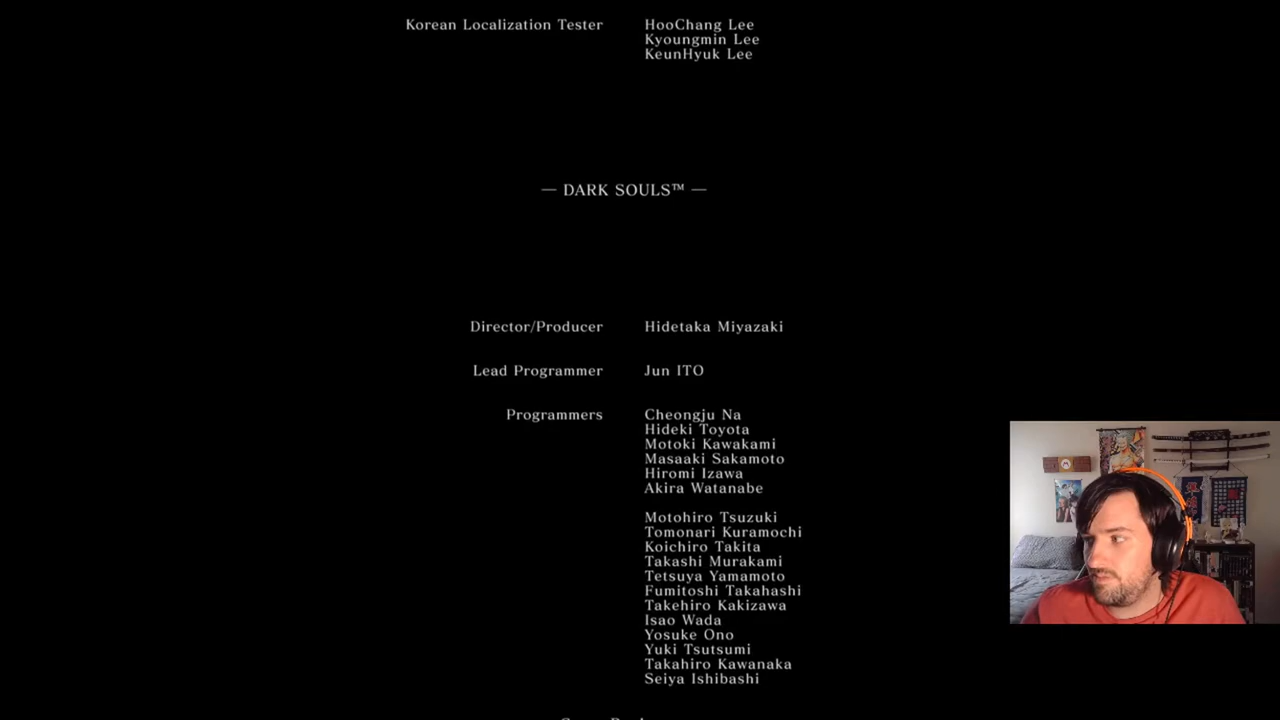 Korean Localization Tester HooChang Lee
Kyoungmin Lee
KeunHyuk Lee
— DARK SOULS™ —
Director/Producer Hidetaka Miyazaki
Lead Programmer Jun ITO
Programmers Cheongju Na
Hideki Toyota
Motoki Kawakami
Masaaki Sakamoto
Hiromi Izawa
Akira Watanabe
Motohiro Tsuzuki
Tomonari Kuramochi
Koichiro Takita
Takashi Murakami
Tetsuya Yamamoto
Fumitoshi Takahashi
Takehiro Kakizawa
Isao Wada
Yosuke Ono
Yuki Tsutsumi
Takahiro Kawanaka
Seiya Ishibashi